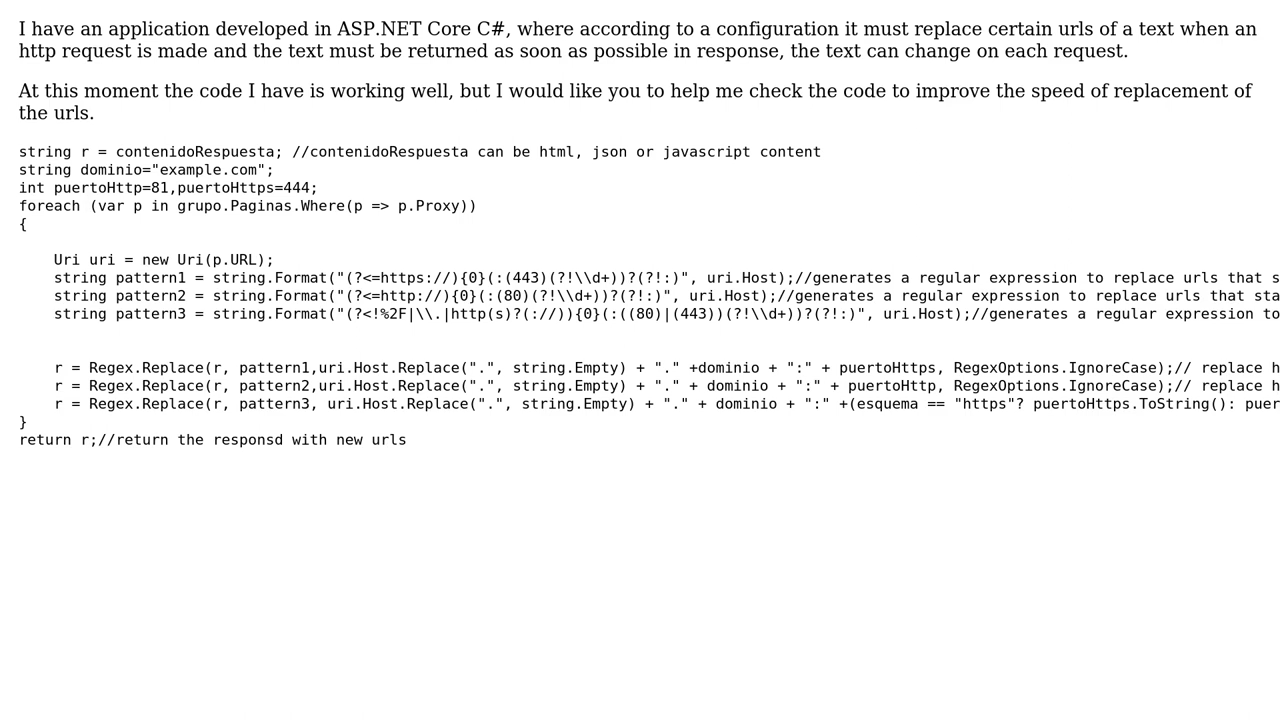 I have an application developed in ASP.NET Core C#, where according to a configuration it must replace certain urls of a text when an
http request is made and the text must be returned as soon as possible in response, the text can change on each request.
At this moment the code I have is working well, but I would like you to help me check the code to improve the speed of replacement of
the urls.
string r = contenidoRespuesta; //contenidoRespuesta can be html, json or javascript content
string dominio="example.com";
int puertoHttp=81,puertoHttps=444;
foreach (var p in grupo.Paginas.Where(p => p.Proxy))
{
    Uri uri = new Uri(p.URL);
    string pattern1 = string.Format("(?<=https://){0}(:(443)(?!\\d+))?(?!:)", uri.Host);//generates a regular expression to replace urls that s
    string pattern2 = string.Format("(?<=http://){0}(:(80)(?!\\d+))?(?!:)", uri.Host);//generates a regular expression to replace urls that sta
    string pattern3 = string.Format("(?<!%2F|\\.|http(s)?(://)){0}(:((80)|(443))(?!\\d+))?(?!:)", uri.Host);//generates a regular expression to
    r = Regex.Replace(r, pattern1,uri.Host.Replace(".", string.Empty) + "." +dominio + ":" + puertoHttps, RegexOptions.IgnoreCase);// replace h
    r = Regex.Replace(r, pattern2,uri.Host.Replace(".", string.Empty) + "." + dominio + ":" + puertoHttp, RegexOptions.IgnoreCase);// replace h
    r = Regex.Replace(r, pattern3, uri.Host.Replace(".", string.Empty) + "." + dominio + ":" +(esquema == "https"? puertoHttps.ToString(): puer
}
return r;//return the responsd with new urls